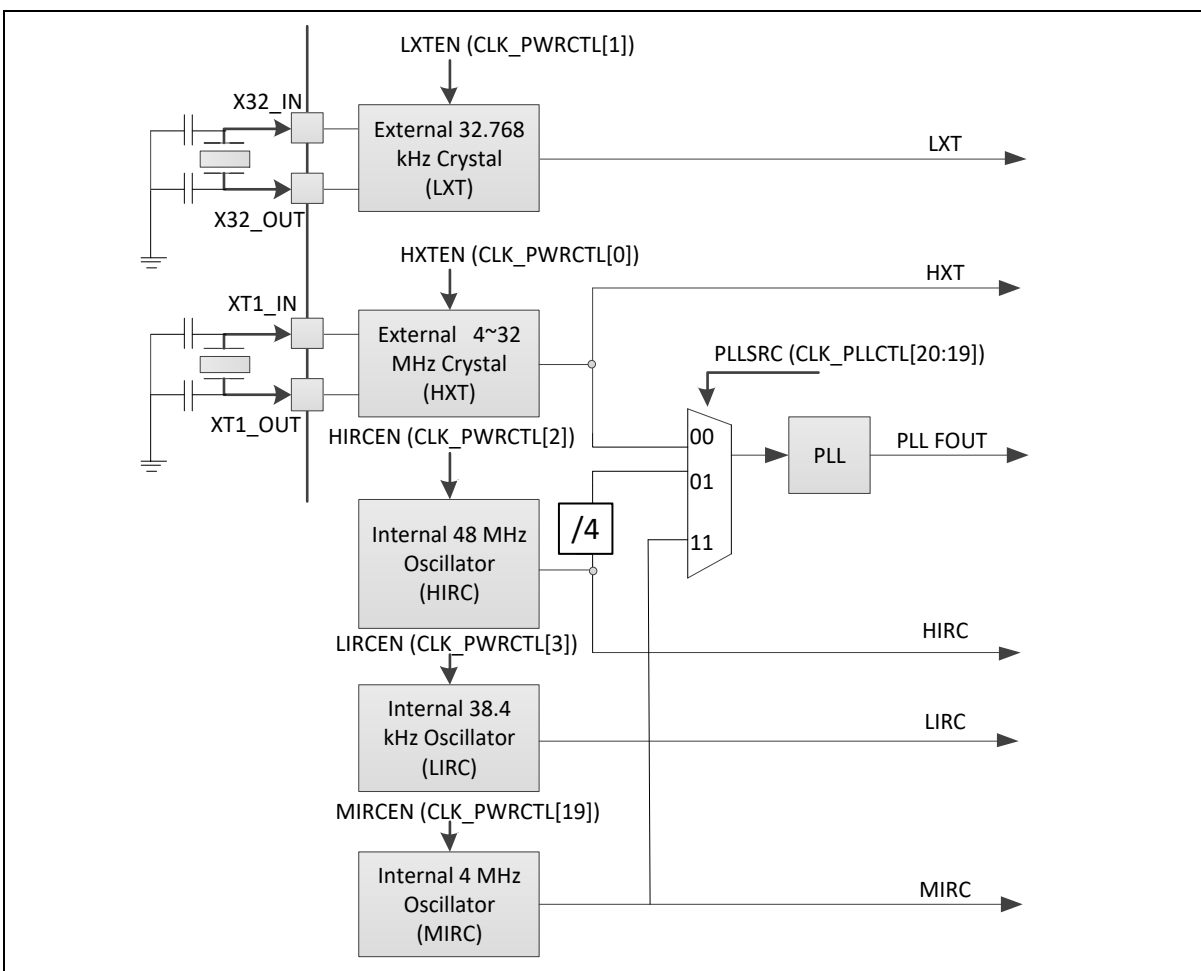 LXTEN (CLK_PWRCTL[1])
X32_IN
External 32.768
kHz Crystal
(LXT)
LXT
X32_OUT
HXTEN (CLK_PWRCTL[0])
HXT
XT1_IN
External 4~32
MHz Crystal
(HXT)
PLLSRC (CLK_PLLCTL[20:19])
XT1_OUT
HIRCEN (CLK_PWRCTL[2])
00
01
11
PLL
PLL FOUT
/4
Internal 48 MHz
Oscillator
(HIRC)
HIRC
LIRCEN (CLK_PWRCTL[3])
Internal 38.4
kHz Oscillator
(LIRC)
LIRC
MIRCEN (CLK_PWRCTL[19])
Internal 4 MHz
Oscillator
(MIRC)
MIRC